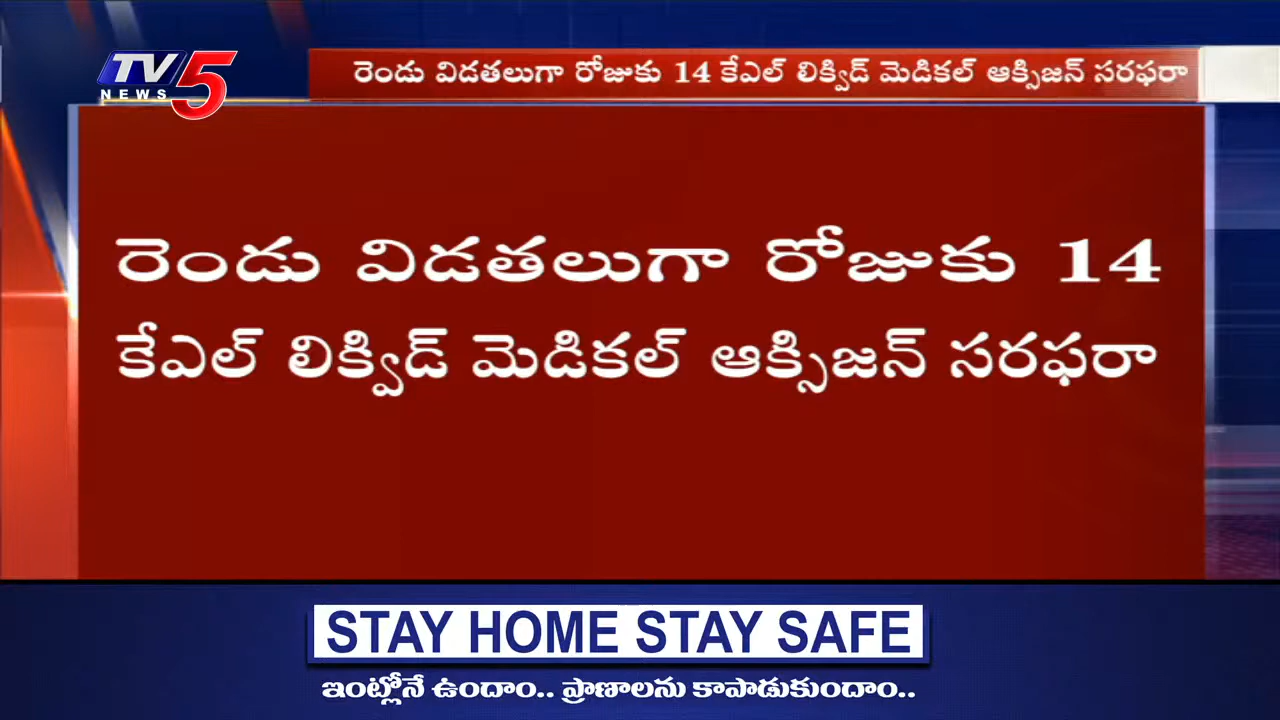 TV5
NEWS
రెండు విడతలుగా రోజుకు 14 కేఎల్ లిక్విడ్ మెడికల్ ఆక్సిజన్ సరఫరా
రెండు విడతలుగా రోజుకు 14
కేఎల్ లిక్విడ్ మెడికల్ ఆక్సిజన్ సరఫరా
STAY HOME STAY SAFE
ఇంట్లోనే ఉందాం.. ప్రాణాలను కాపాడుకుందాం..